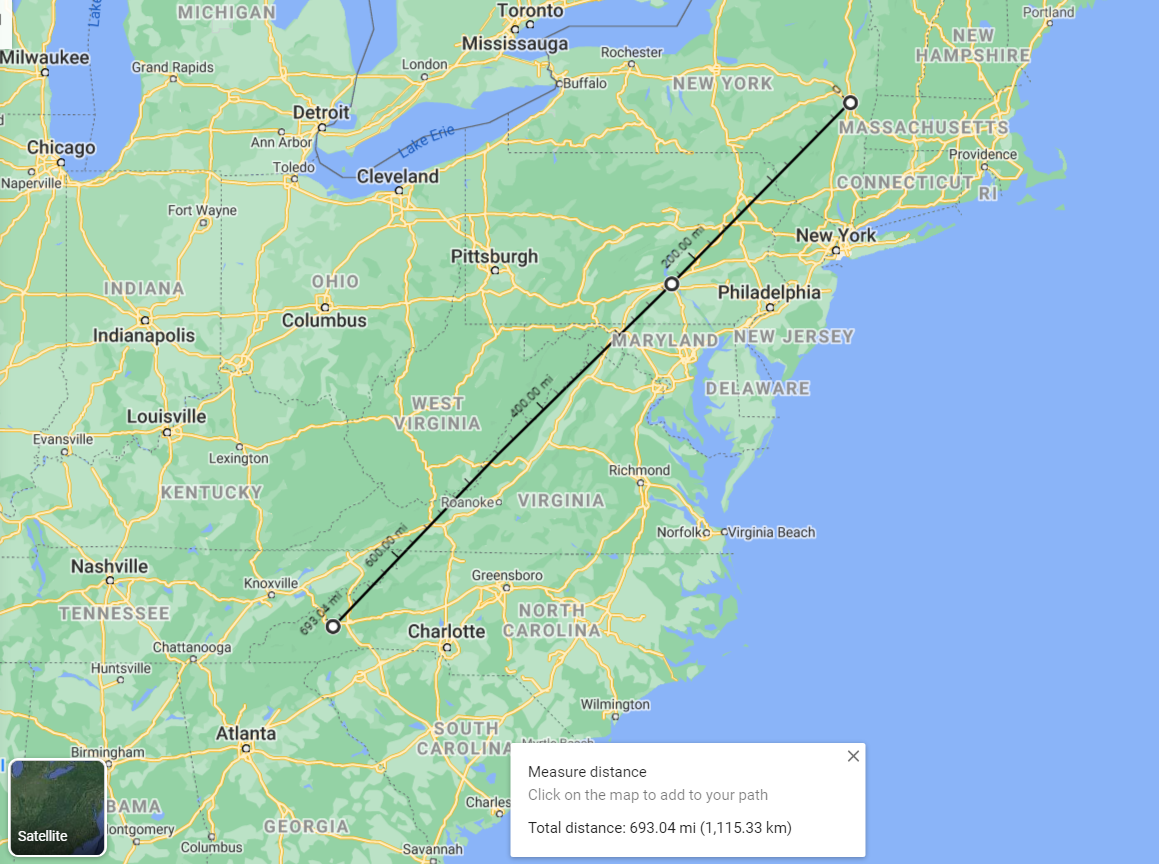 MICHIGAN
Toronto
Portland
Lake
Mississauga
NEW
HAMPSHIRE
Milwaukee
Grand Rapids
London
Rochester
Buffalo
NEW YORK
Detroit
MASSACHUSETTS
Ann Arbor
Lake Erie
Chicago
Providence
Toledo
Cleveland
Naperville
CONNECTICUT
RI
Fort Wayne
New York
200.00 mi
Pittsburgh
OHIO
INDIANA
Philadelphia
Columbus
Indianapolis
MARYLAND
NEW JERSEY
DELAWARE
400.00 mi
WEST
VIRGINIA
Louisville
Evansville
Lexington
Richmond
KENTUCKY
Roanoke
VIRGINIA
Norfolk
Virginia Beach
600.00 mi
Nashville
Knoxville
Greensboro
TENNESSEE
693.04 mi
NORTH
CAROLINA
Charlotte
Chattanooga
Huntsville
Wilmington
Atlanta
SOUTH
CAROLINA
Myrtle Beach
Birmingham
BAMA
Charles
GEORGIA
ontgomery
Columbus
Savannah
Satellite
Measure distance
Click on the map to add to your path
Total distance: 693.04 mi (1,115.33 km)